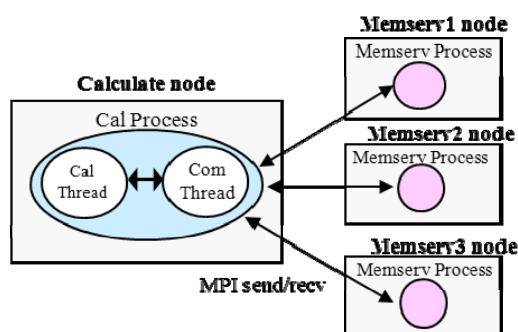 Memserv1 node
Memserv Process
Calculate node
Cal Process
Cal
Thread
Com
Thread
Memserv2 node
Memserv Process
Memserv3 node
Memserv Process
MPI send/recv